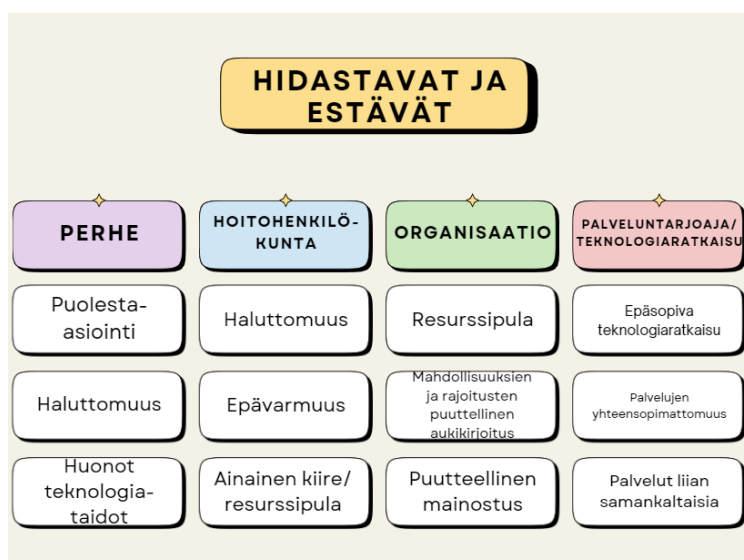 HIDASTAVAT JA
ESTÄVÄT
PERHE
HOITOHENKILÖ-
KUNTA
ORGANISAATIO
PALVELUNTARJOAJA/
TEKNOLOGIARATKAISU
Puolesta-
asiointi
Haluttomuus
Resurssipula
Epäsopiva
teknologiaratkaisu
Haluttomuus
Epävarmuus
Mahdollisuuksien
ja rajoitusten
puuttellinen
aukikirjoitus
Palvelujen
yhteensopimattomuus
Huonot
teknologia-
taidot
Ainainen kiire/
resurssipula
Puutteellinen
mainostus
Palvelut liian
samankaltaisia